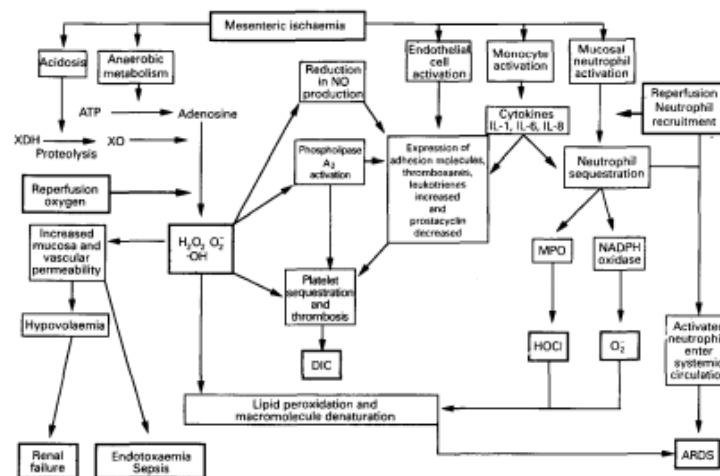 Mesenteric ischaemia
Acidosis
Anaerobic
metabolism
Endothelial
cell
activation
Monocyte
activation
Mucosal
neutrophil
activation
Reduction
in NO
production
Reperfusion
Neutrophil
recruitment
ATP
Adenosine
Cytokines
IL-1, IL-6, IL-8
XDH
XO
Proteolysis
Phospholipase
A2
activation
Expression of
adhesion molecules,
thromboxanes,
leukotrienes
increased
and
prostacyclin
decreased
Neutrophil
sequestration
Reperfusion
oxygen
Increased
mucosa and
vascular
permeability
H2O2 O2−
·OH
MPO
NADPH
oxidase
Platelet
sequestration
and
thrombosis
Hypovolaemia
DIC
HOCl
O2−
Activated
neutrophils
enter
systemic
circulation
Lipid peroxidation and
macromolecule denaturation
Renal
failure
Endotoxaemia
Sepsis
ARDS